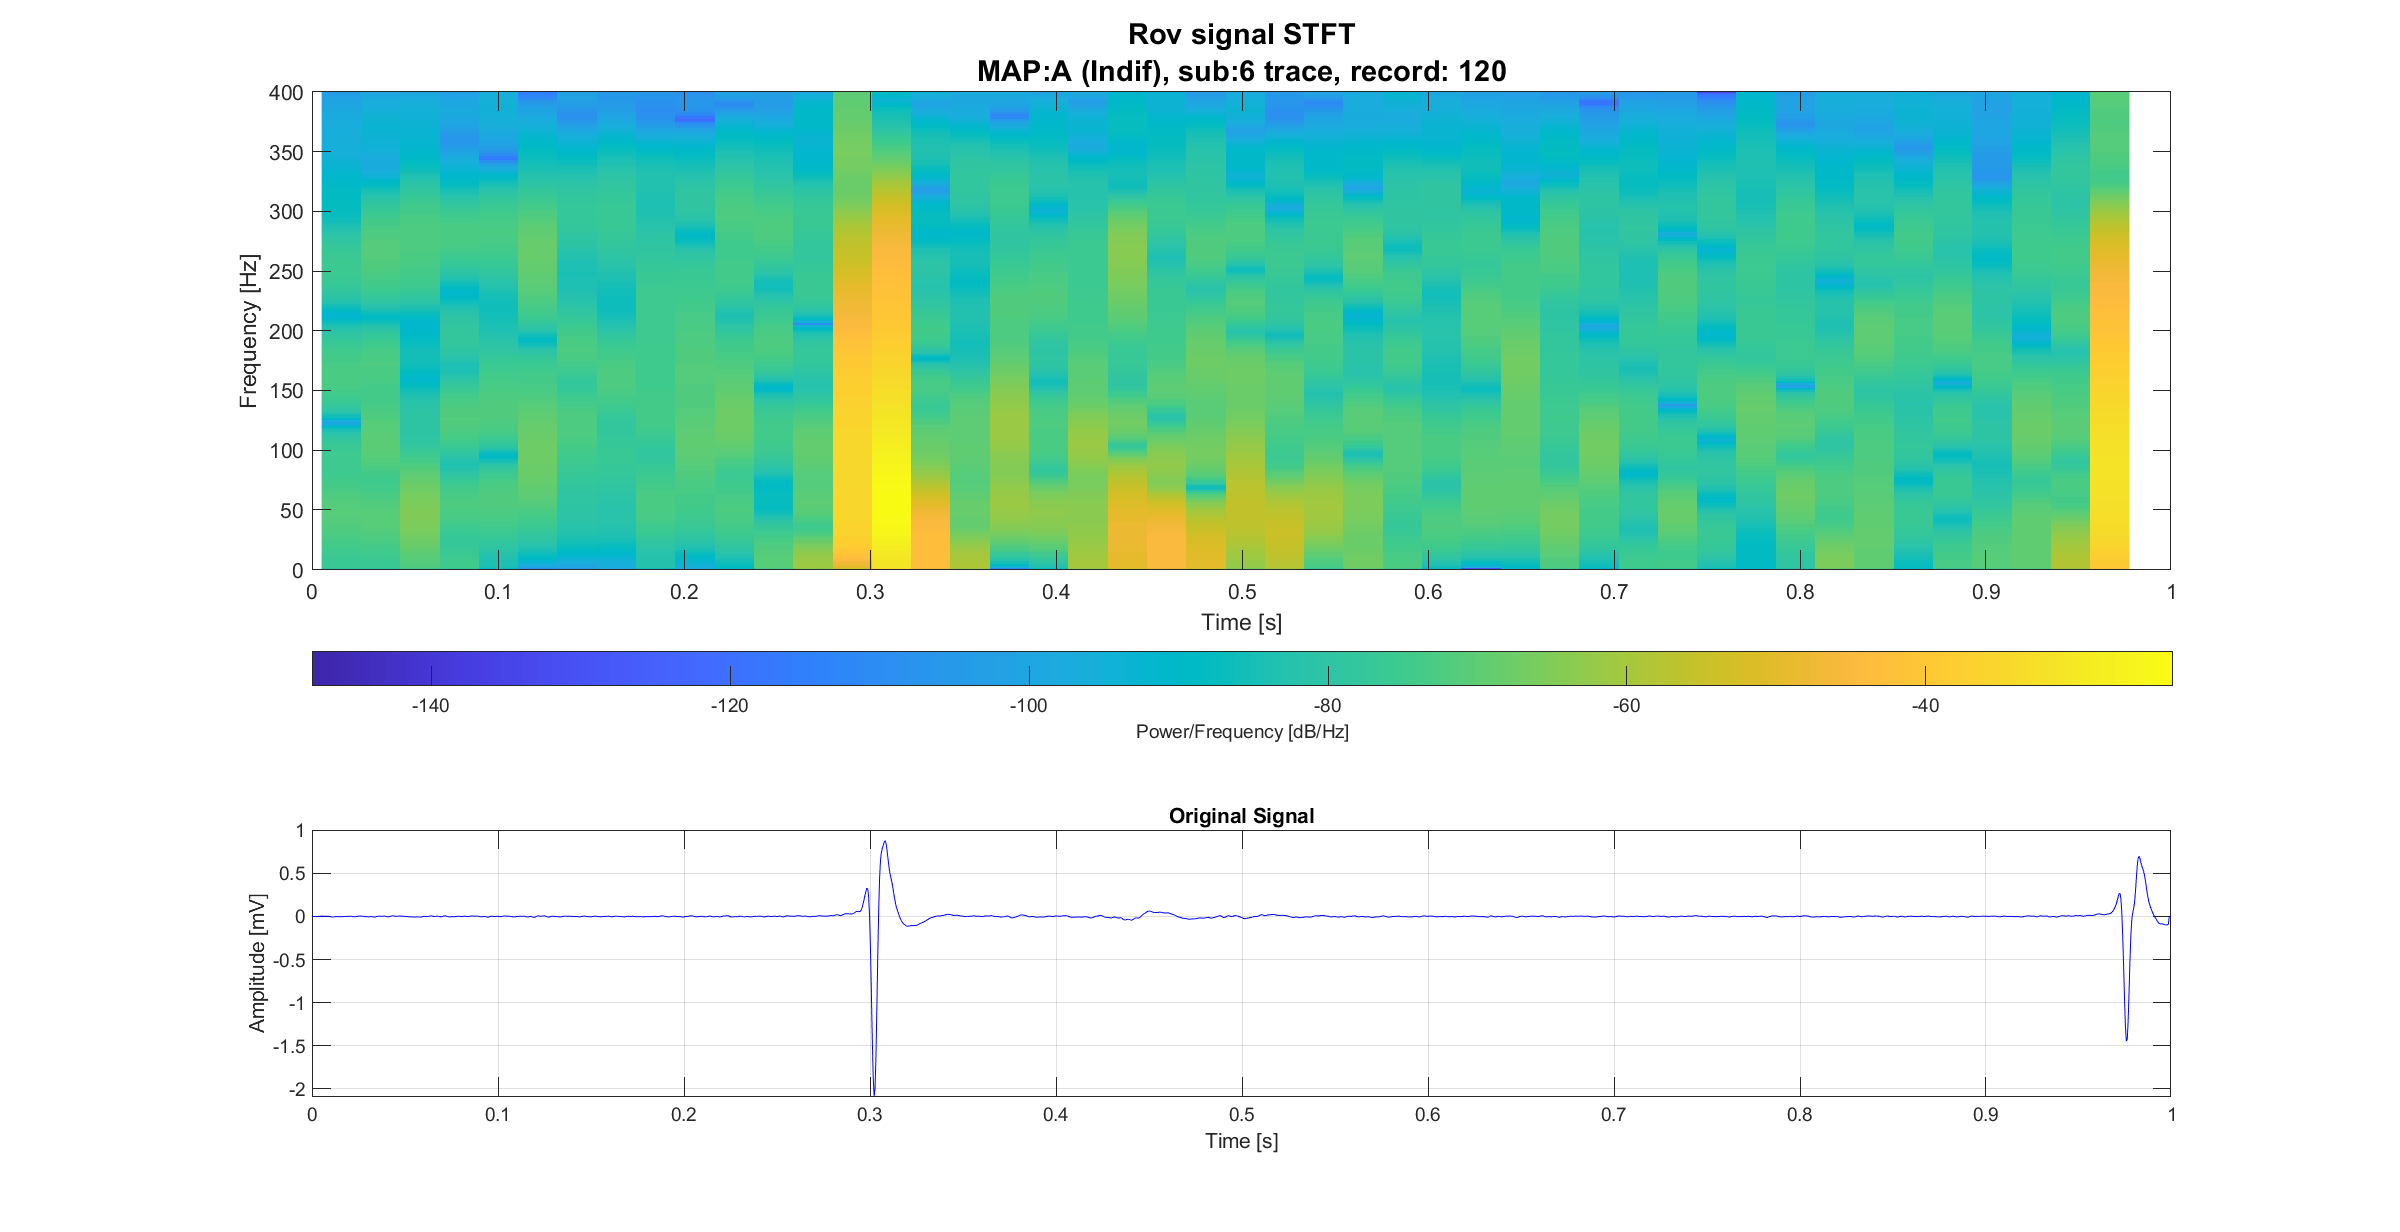 Rov signal STFT
MAP:A (Indif), sub:6 trace, record: 120
400
350
300
250
200
150
100
50
0
Frequency [Hz]
0 0.1 0.2 0.3 0.4 0.5 0.6 0.7 0.8 0.9 1
Time [s]
-140 -120 -100 -80 -60 -40
Power/Frequency [dB/Hz]
Original Signal
1
0.5
0
-0.5
-1
-1.5
-2
Amplitude [mV]
0 0.1 0.2 0.3 0.4 0.5 0.6 0.7 0.8 0.9 1
Time [s]